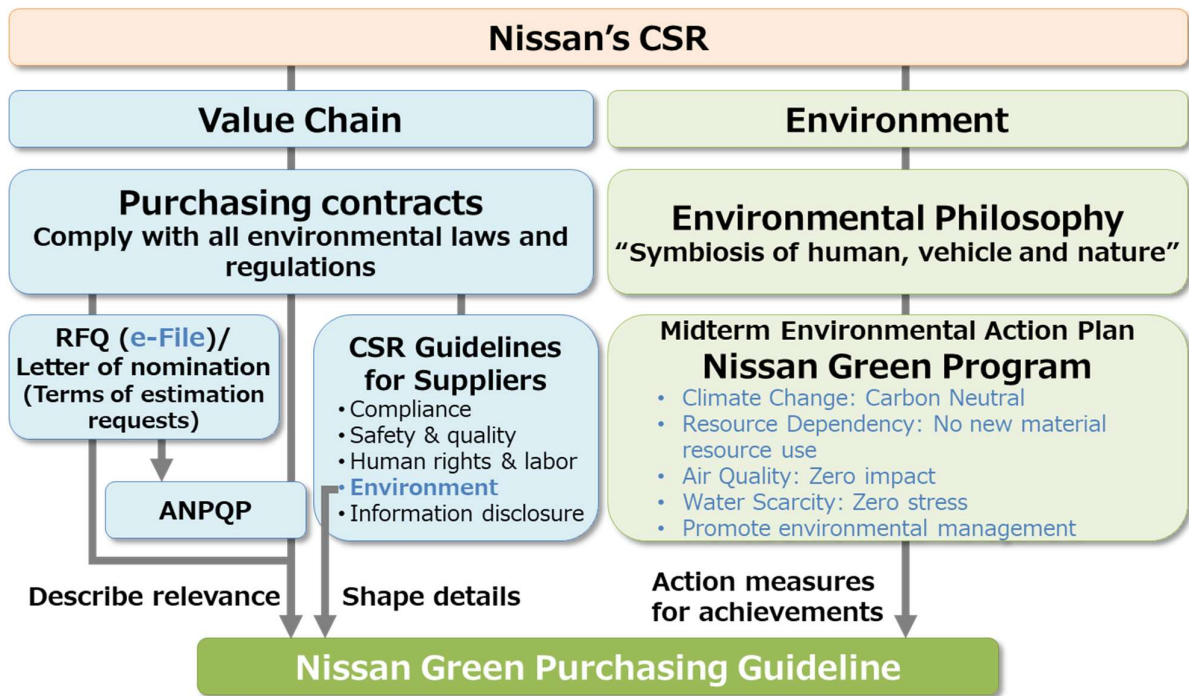 Nissan's CSR
Value Chain
Environment
Purchasing contracts
Comply with all environmental laws and
regulations
Environmental Philosophy
“Symbiosis of human, vehicle and nature”
RFQ (e-File)/
Letter of nomination
(Terms of estimation
requests)
ANPQP
CSR Guidelines
for Suppliers
・Compliance
・Safety & quality
・Human rights & labor
・Environment
・Information disclosure
Midterm Environmental Action Plan
Nissan Green Program
• Climate Change: Carbon Neutral
• Resource Dependency: No new material
resource use
• Air Quality: Zero impact
• Water Scarcity: Zero stress
• Promote environmental management
Describe relevance
Shape details
Action measures
for achievements
Nissan Green Purchasing Guideline